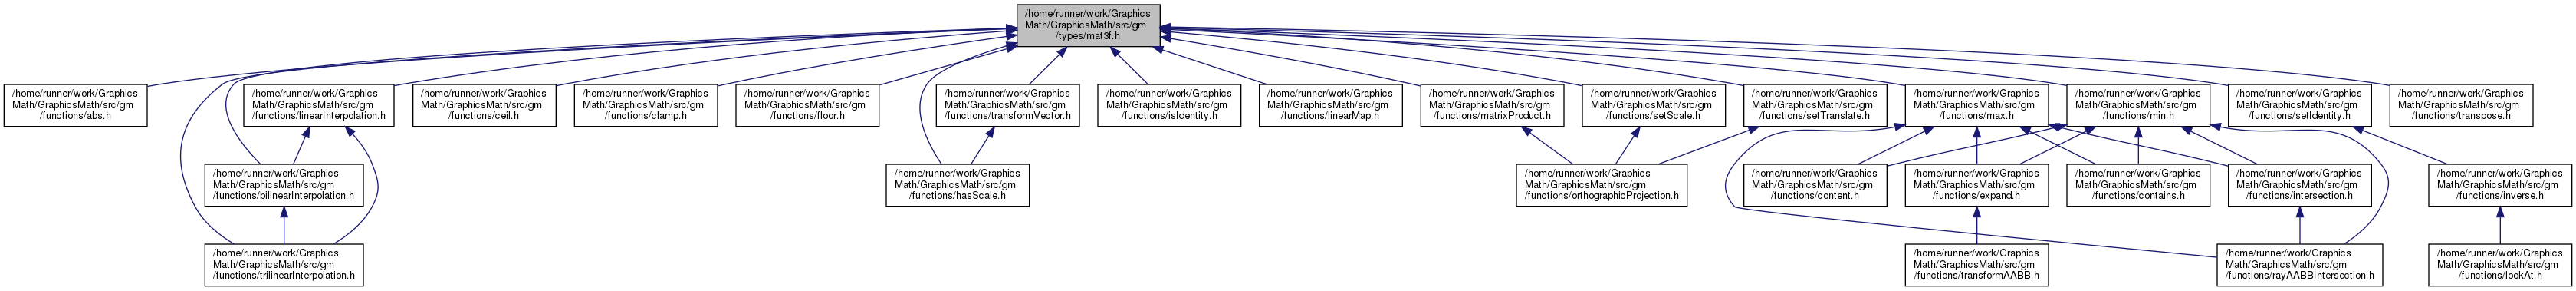 /home/runner/work/Graphics
Math/GraphicsMath/src/gm
/types/mat3f.h
/home/runner/work/Graphics
Math/GraphicsMath/src/gm
/functions/abs.h
/home/runner/work/Graphics
Math/GraphicsMath/src/gm
/functions/linearInterpolation.h
/home/runner/work/Graphics
Math/GraphicsMath/src/gm
/functions/ceil.h
/home/runner/work/Graphics
Math/GraphicsMath/src/gm
/functions/clamp.h
/home/runner/work/Graphics
Math/GraphicsMath/src/gm
/functions/floor.h
/home/runner/work/Graphics
Math/GraphicsMath/src/gm
/functions/transformVector.h
/home/runner/work/Graphics
Math/GraphicsMath/src/gm
/functions/isIdentity.h
/home/runner/work/Graphics
Math/GraphicsMath/src/gm
/functions/linearMap.h
/home/runner/work/Graphics
Math/GraphicsMath/src/gm
/functions/matrixProduct.h
/home/runner/work/Graphics
Math/GraphicsMath/src/gm
/functions/setScale.h
/home/runner/work/Graphics
Math/GraphicsMath/src/gm
/functions/setTranslate.h
/home/runner/work/Graphics
Math/GraphicsMath/src/gm
/functions/max.h
/home/runner/work/Graphics
Math/GraphicsMath/src/gm
/functions/min.h
/home/runner/work/Graphics
Math/GraphicsMath/src/gm
/functions/setIdentity.h
/home/runner/work/Graphics
Math/GraphicsMath/src/gm
/functions/transpose.h
/home/runner/work/Graphics
Math/GraphicsMath/src/gm
/functions/bilinearInterpolation.h
/home/runner/work/Graphics
Math/GraphicsMath/src/gm
/functions/hasScale.h
/home/runner/work/Graphics
Math/GraphicsMath/src/gm
/functions/orthographicProjection.h
/home/runner/work/Graphics
Math/GraphicsMath/src/gm
/functions/content.h
/home/runner/work/Graphics
Math/GraphicsMath/src/gm
/functions/expand.h
/home/runner/work/Graphics
Math/GraphicsMath/src/gm
/functions/contains.h
/home/runner/work/Graphics
Math/GraphicsMath/src/gm
/functions/intersection.h
/home/runner/work/Graphics
Math/GraphicsMath/src/gm
/functions/inverse.h
/home/runner/work/Graphics
Math/GraphicsMath/src/gm
/functions/trilinearInterpolation.h
/home/runner/work/Graphics
Math/GraphicsMath/src/gm
/functions/transformAABB.h
/home/runner/work/Graphics
Math/GraphicsMath/src/gm
/functions/rayAABBIntersection.h
/home/runner/work/Graphics
Math/GraphicsMath/src/gm
/functions/lookAt.h